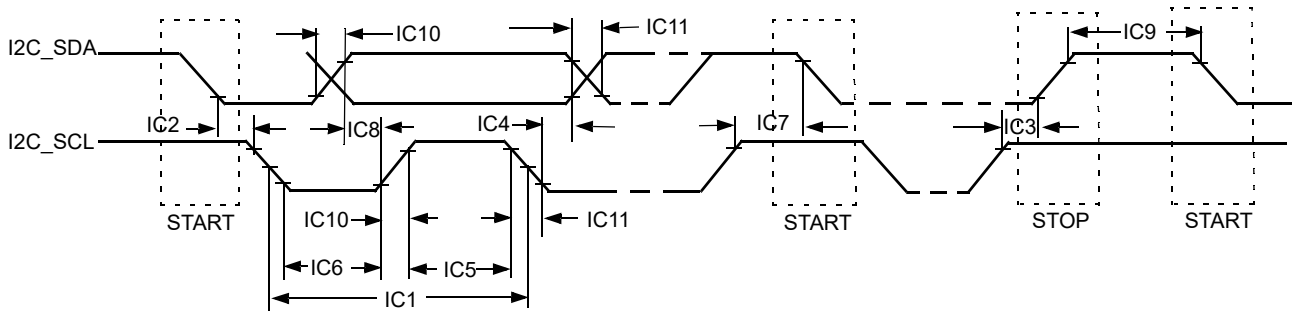 IC10
IC11
IC9
I2C_SDA
IC2
IC8
IC4
IC7
IC3
I2C_SCL
START
IC10
IC11
START
STOP
START
IC6
IC5
IC1